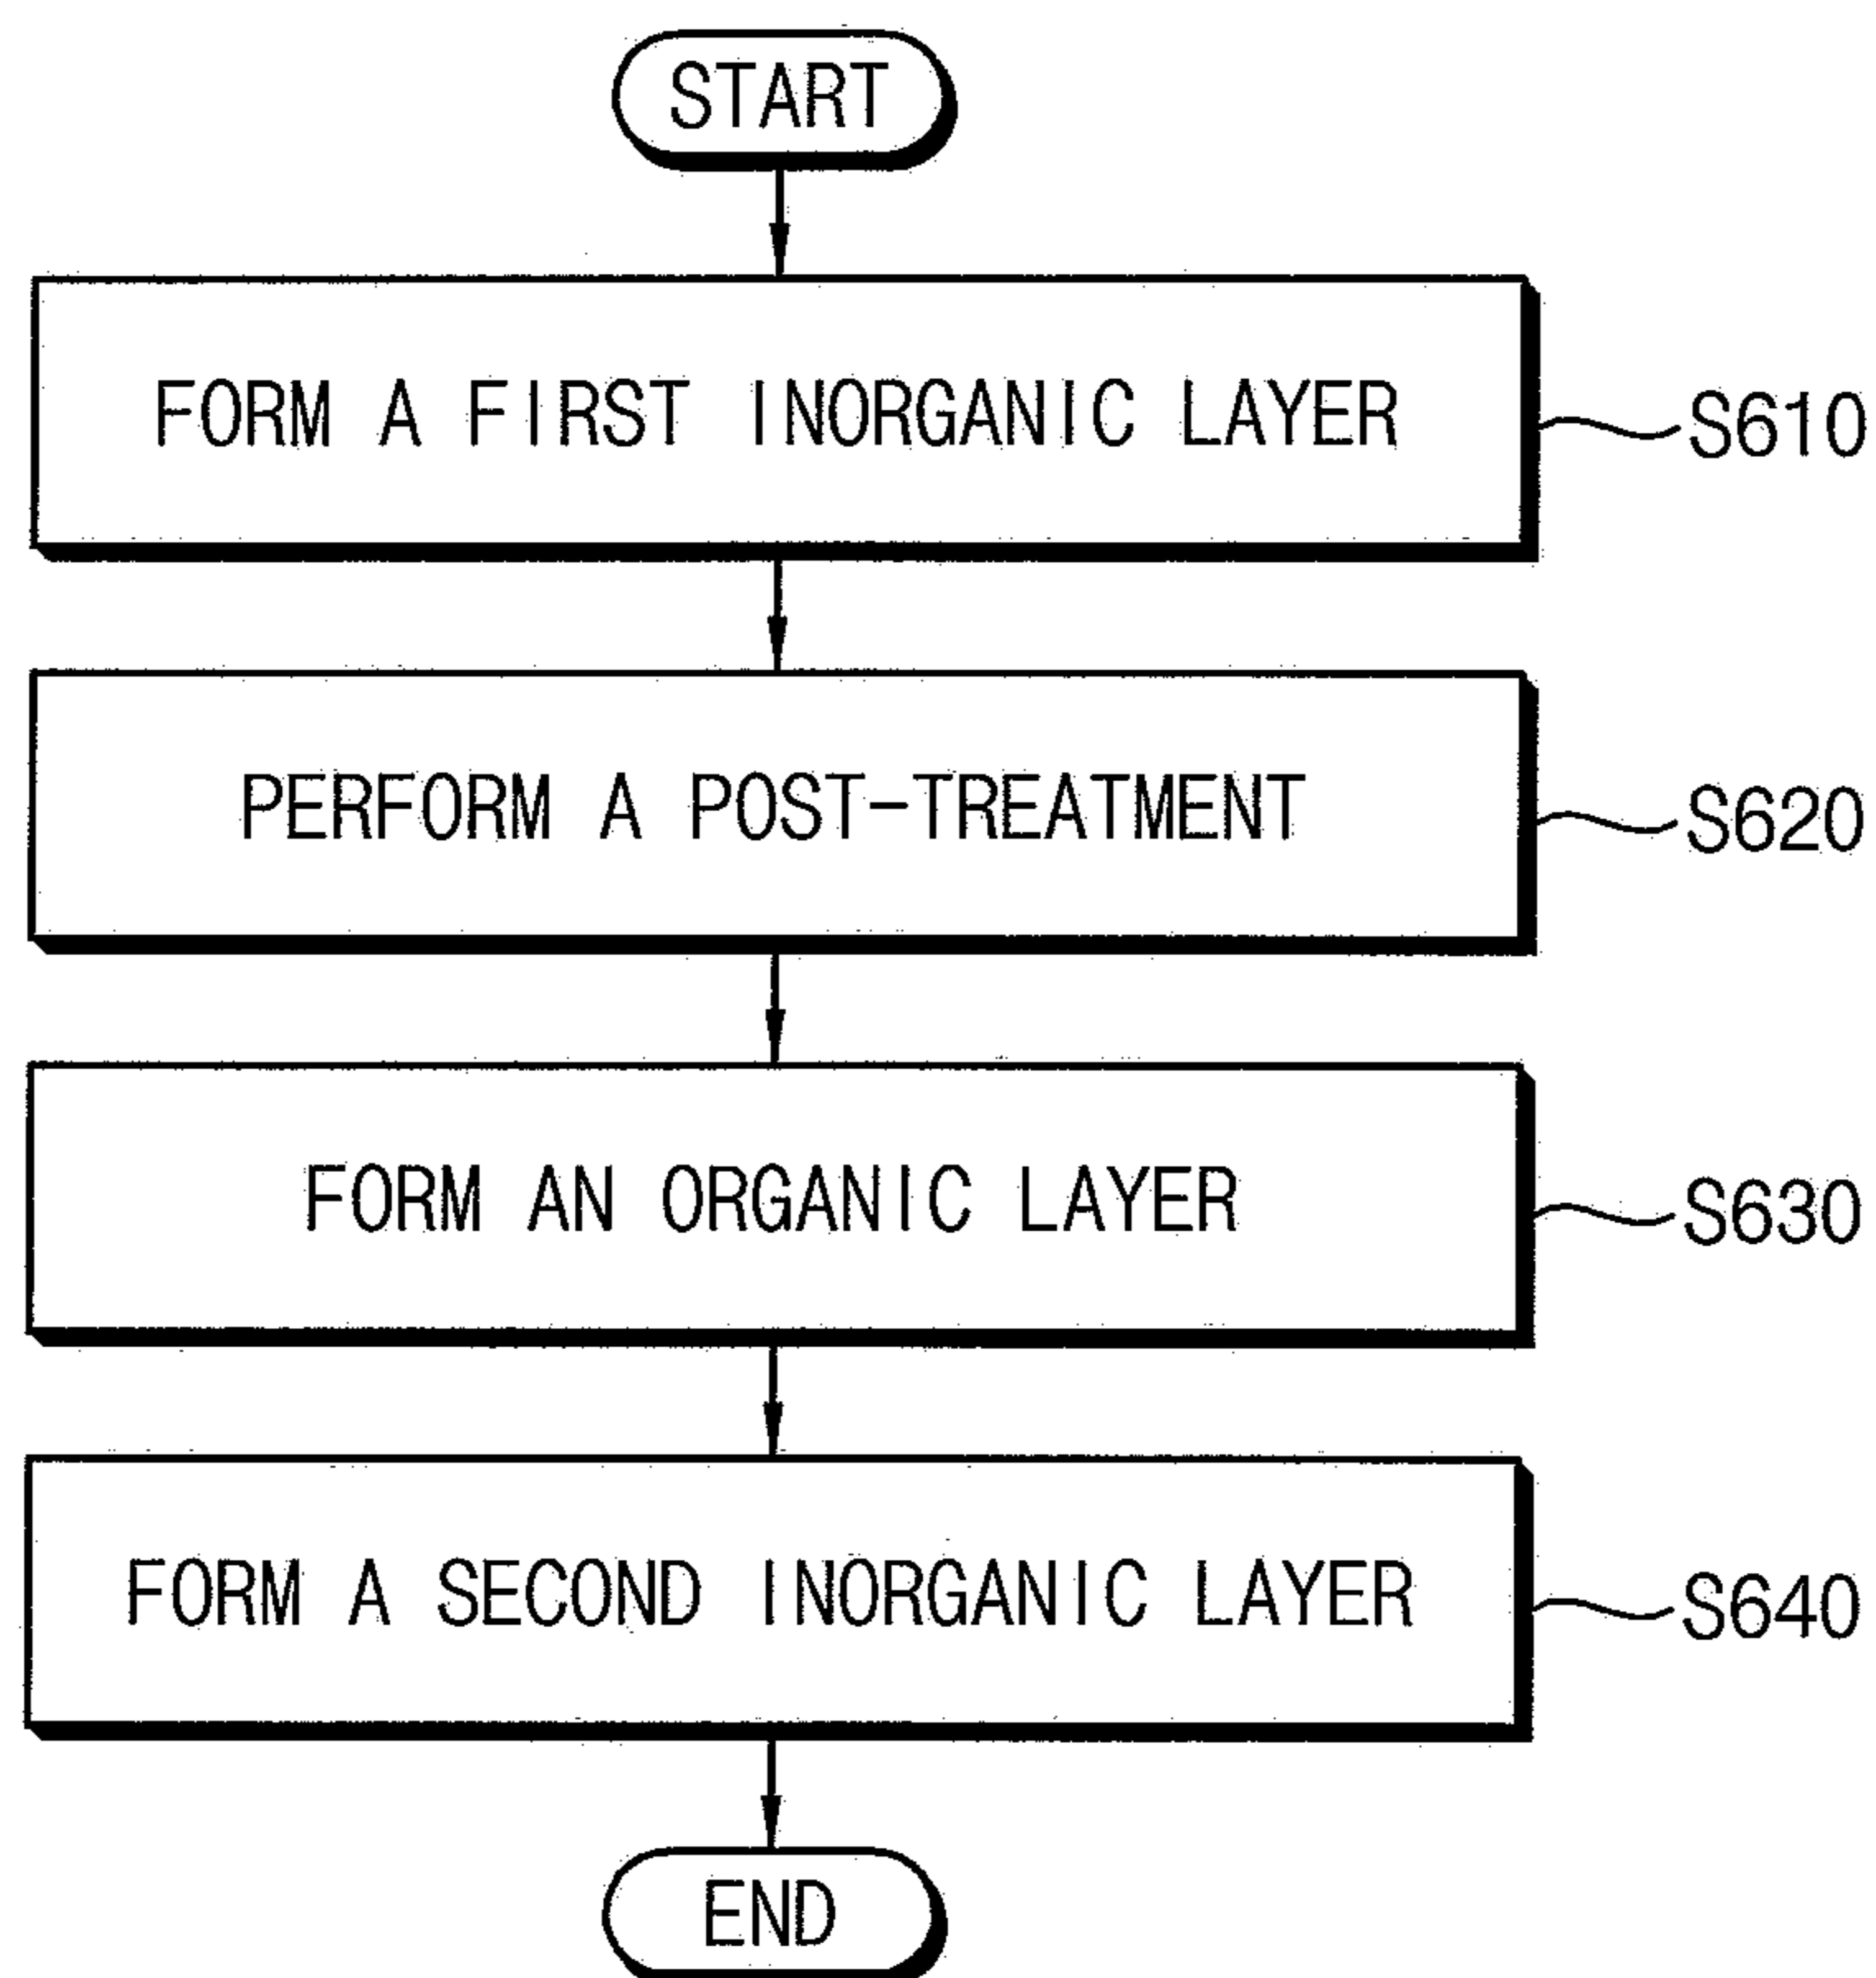 START
FORM A FIRST INORGANIC LAYER
S610
PERFORM A POST-TREATMENT
S620
FORM AN ORGANIC LAYER
S630
FORM A SECOND INORGANIC LAYER
S640
END